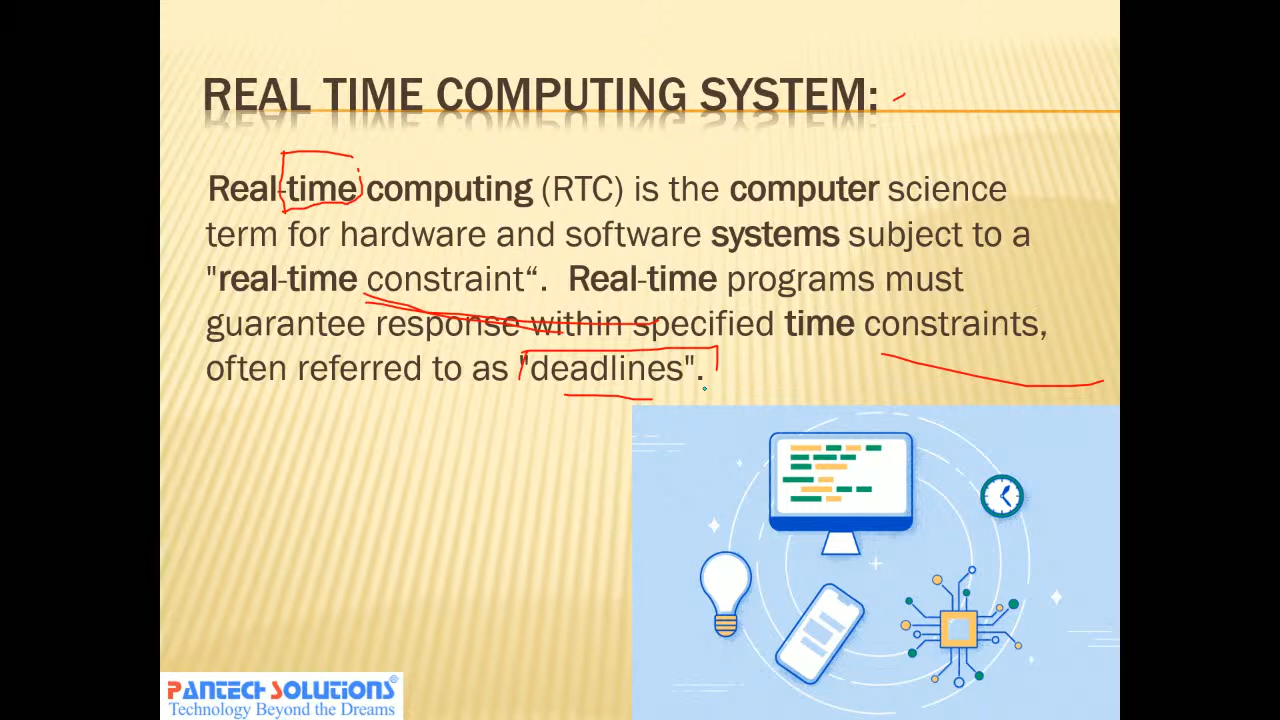 REAL TIME COMPUTING SYSTEM:
Real-time computing (RTC) is the computer science
term for hardware and software systems subject to a
"real-time constraint“. Real-time programs must
guarantee response within specified time constraints,
often referred to as "deadlines".
PANTECH SOLUTIONS®
Technology Beyond the Dreams